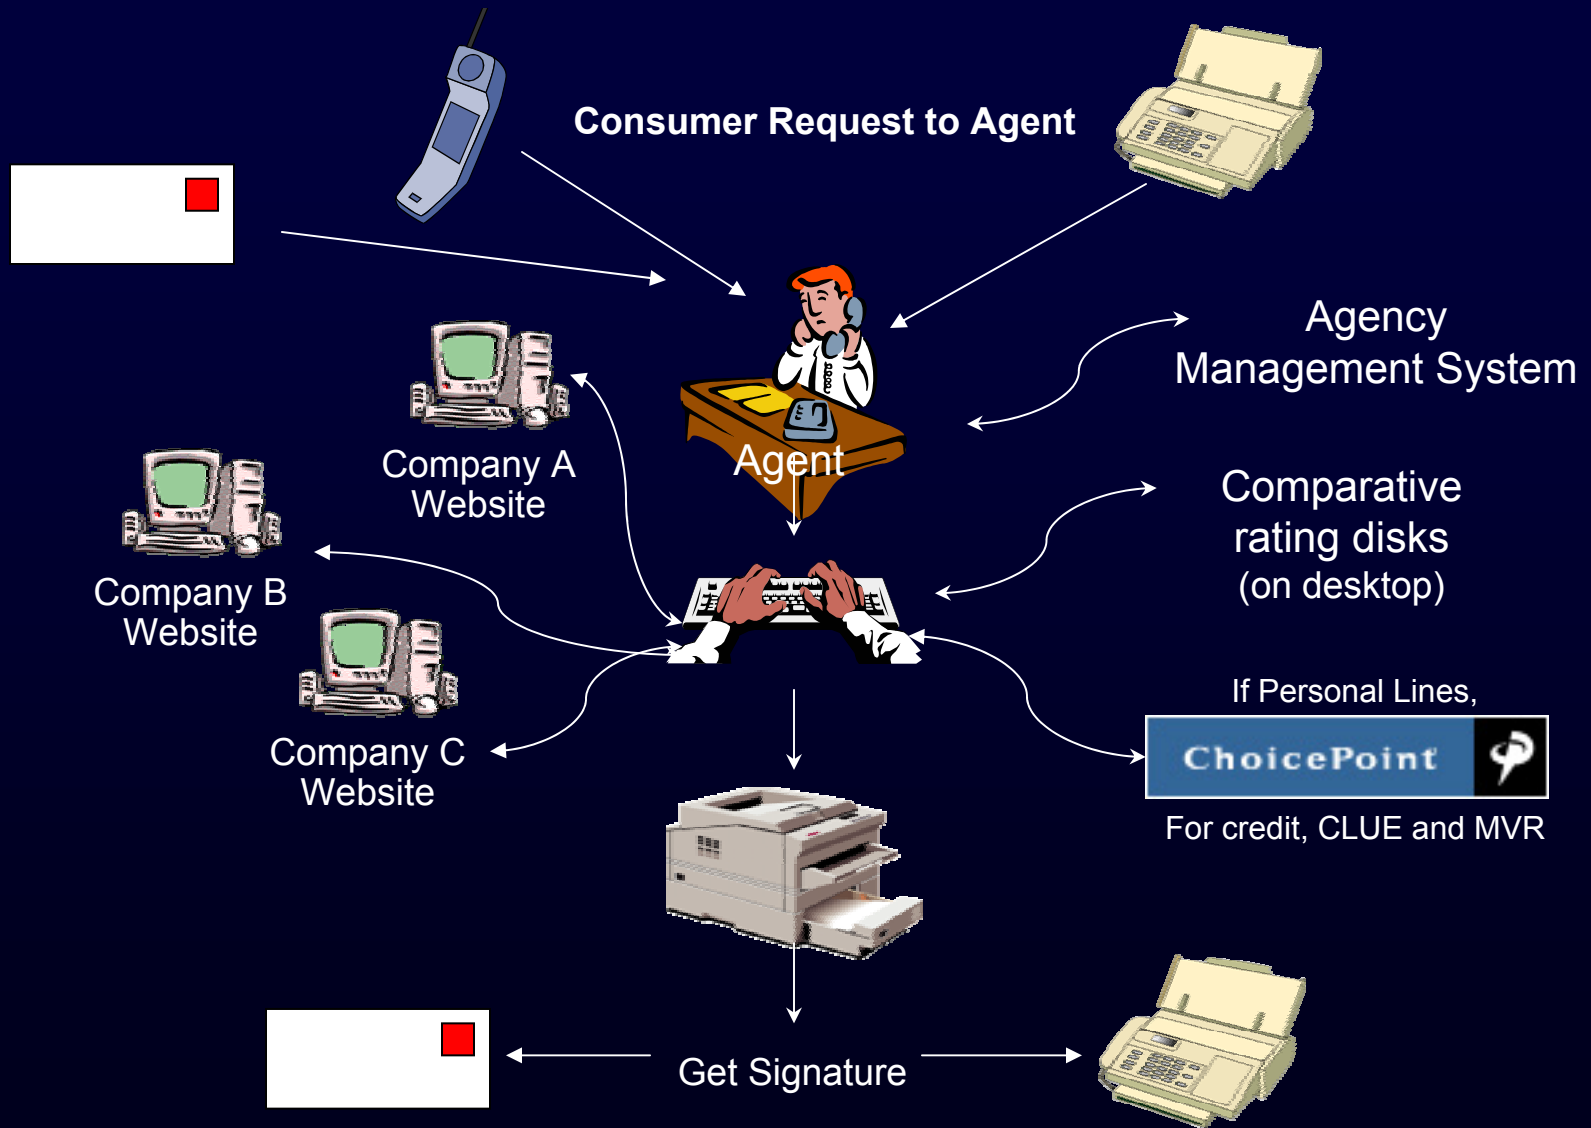 Consumer Request to Agent
Agency
Management System
Agent
Company A
Website
Comparative
rating disks
(on desktop)
Company B
Website
If Personal Lines,
ChoicePoint
Company C
Website
For credit, CLUE and MVR
Get Signature